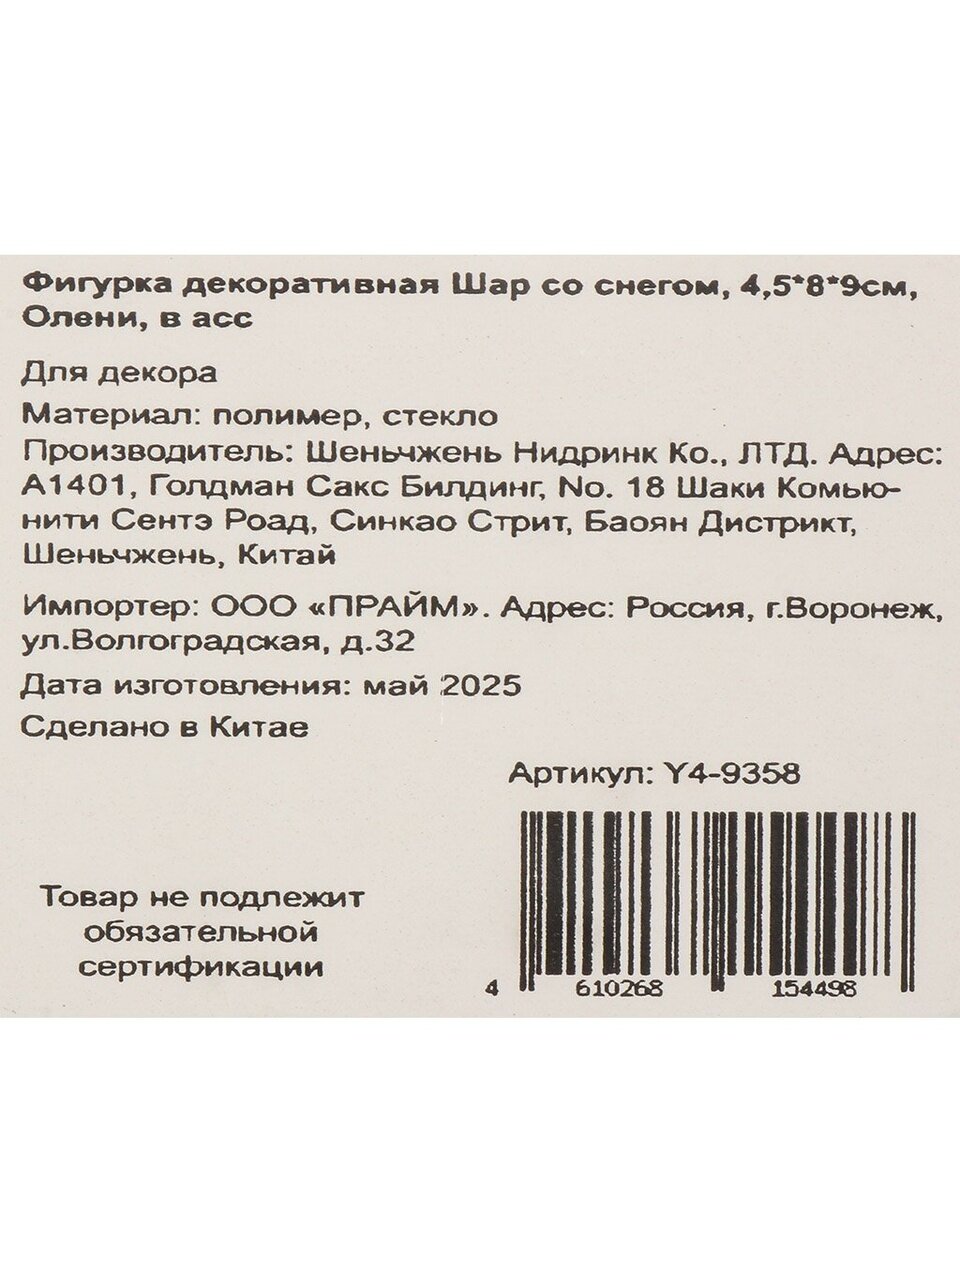 Фигурка декоративная Шар со снегом, 4,5*8*9см,
Олени, в асс
Для декора
Материал: полимер, стекло
Производитель: Шеньчжень Нидринк Ко., ЛТД. Адрес:
А1401, Голдман Сакс Билдинг, No. 18 Шаки Комью-
нити Сентэ Роад, Синкао Стрит, Баоян Дистрикт,
Шеньчжень, Китай
Импортер: ООО «ПРАЙМ». Адрес: Россия, г.Воронеж,
ул.Волгоградская, д.32
Дата изготовления: май 2025
Сделано в Китае
Артикул: Y4-9358
Товар не подлежит
обязательной
сертификации
4 610268 154498